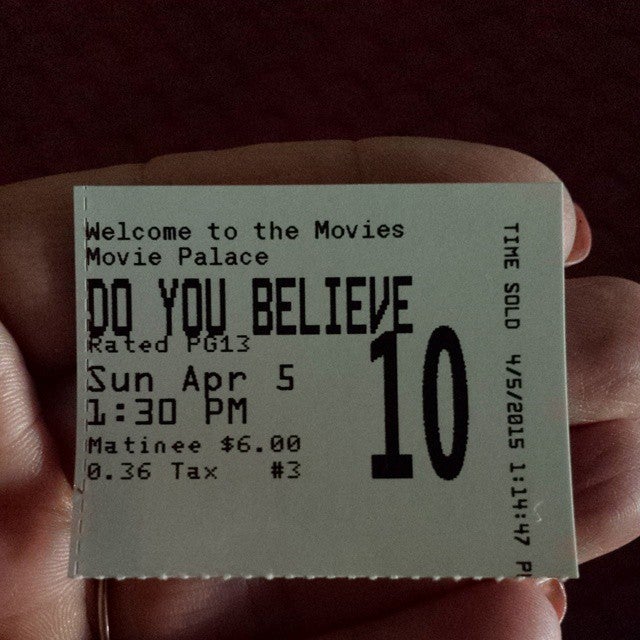 Welcome to the Movies
Movie Palace
DO YOU BELIEVE
Rated PG13
Sun Apr 5
1:30 PM
Matinee $6.00
0.36 Tax #3
10
TIME SOLD 4/5/2015 1:14:47